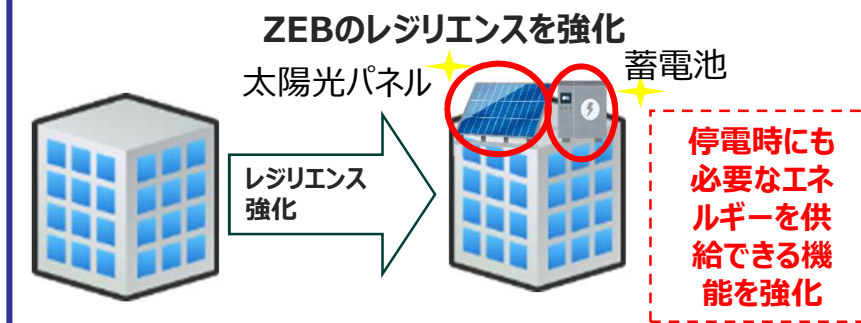 ZEBのレジリエンスを強化
太陽光パネル
蓄電池
レジリエンス
強化
停電時にも
必要なエネ
ルギーを供
給できる機
能を強化